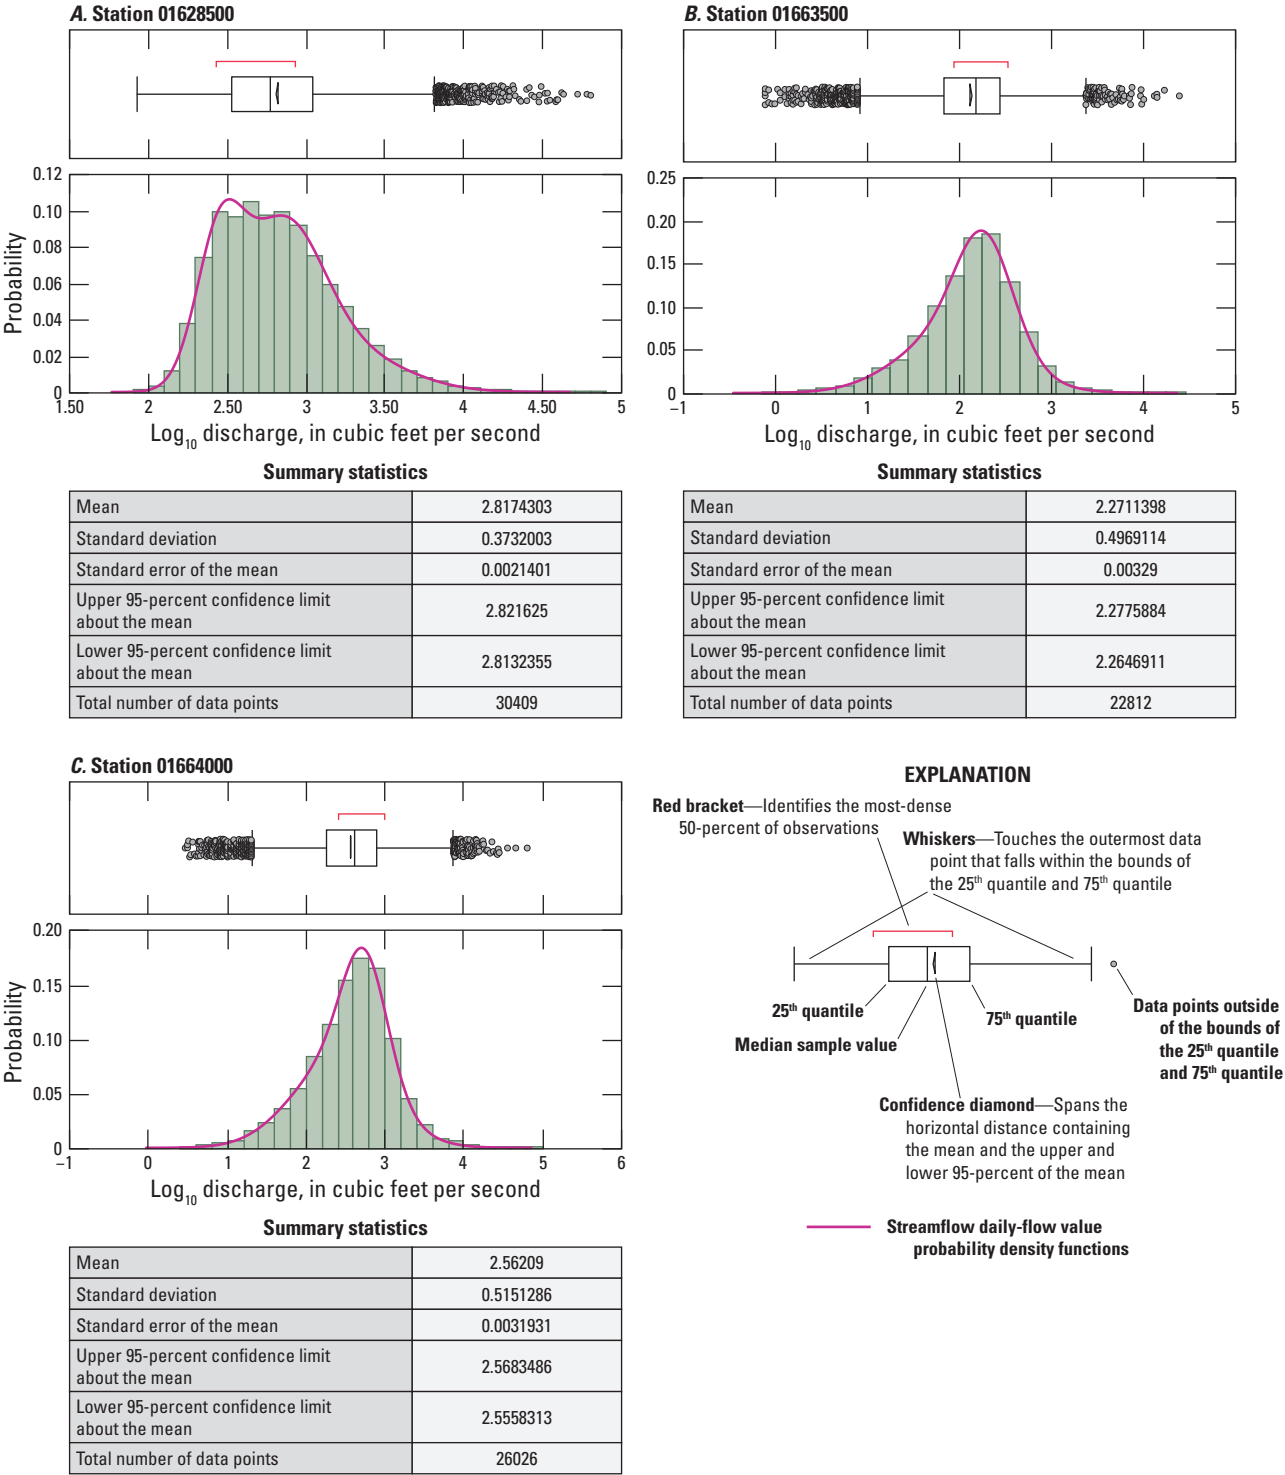 A. Station 01628500
0.12
0.10
0.08
0.06
0.04
0.02
0
Probability
1.50 2 2.50 3 3.50 4 4.50 5
Log10 discharge, in cubic feet per second
Summary statistics
Mean 2.8174303
Standard deviation 0.3732003
Standard error of the mean 0.0021401
Upper 95-percent confidence limit
about the mean
2.821625
Lower 95-percent confidence limit
about the mean
2.8132355
Total number of data points 30409
B. Station 01663500
0.25
0.20
0.15
0.10
0.05
0
−1 0 1 2 3 4 5
Log10 discharge, in cubic feet per second
Summary statistics
Mean 2.2711398
Standard deviation 0.4969114
Standard error of the mean 0.00329
Upper 95-percent confidence limit
about the mean
2.2775884
Lower 95-percent confidence limit
about the mean
2.2646911
Total number of data points 22812
C. Station 01664000
0.20
0.15
0.10
0.05
0
Probability
−1 0 1 2 3 4 5 6
Log10 discharge, in cubic feet per second
Summary statistics
Mean 2.56209
Standard deviation 0.5151286
Standard error of the mean 0.0031931
Upper 95-percent confidence limit
about the mean
2.5683486
Lower 95-percent confidence limit
about the mean
2.5558313
Total number of data points 26026
EXPLANATION
Red bracket—Identifies the most-dense
50-percent of observations
Whiskers—Touches the outermost data
point that falls within the bounds of
the 25th quantile and 75th quantile
25th quantile
75th quantile
Median sample value
Data points outside
of the bounds of
the 25th quantile
and 75th quantile
Confidence diamond—Spans the
horizontal distance containing
the mean and the upper and
lower 95-percent of the mean
Streamflow daily-flow value
probability density functions